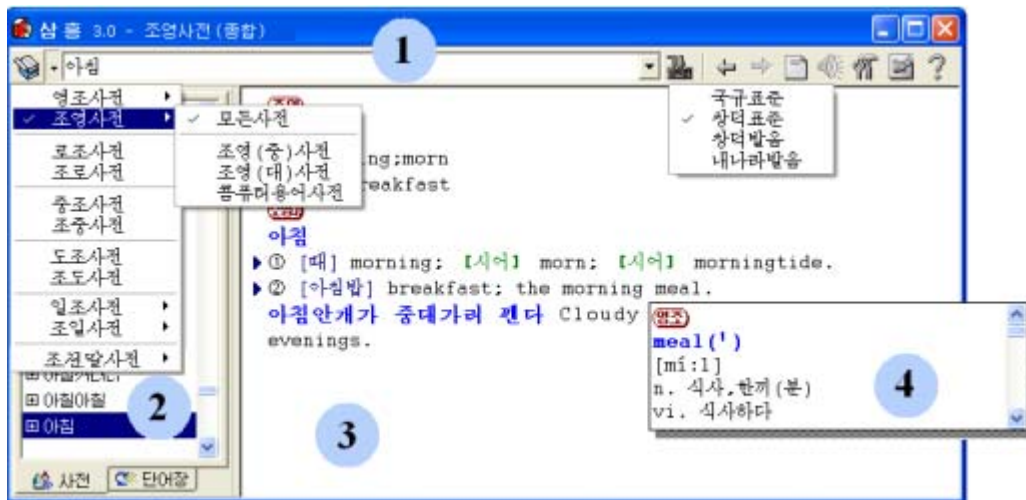 삼 흥 3.0 - 조영사전 (종합)
아침
1
영조사전
조영사전
로조사전
조로사전
중조사전
조중사전
도조사전
조도사전
일조사전
조일사전
조선말사전
모든사전
조영(중)사전
조영(대)사전
콤퓨터용어사전
국규표준
창덕표준
창덕발음
내나라발음
ing;morn
reakfast
아침
① [때] morning; [시어] morn; [시어] morningtide.
② [아침밥] breakfast; the morning meal.
아침안개가 중대가리 깬다 Cloudy
evenings.
영조
meal(')
[mí:l]
n. 식사,한끼(분)
vi. 식사하다
4
아칠아칠
아침
2
3
사전 단어장